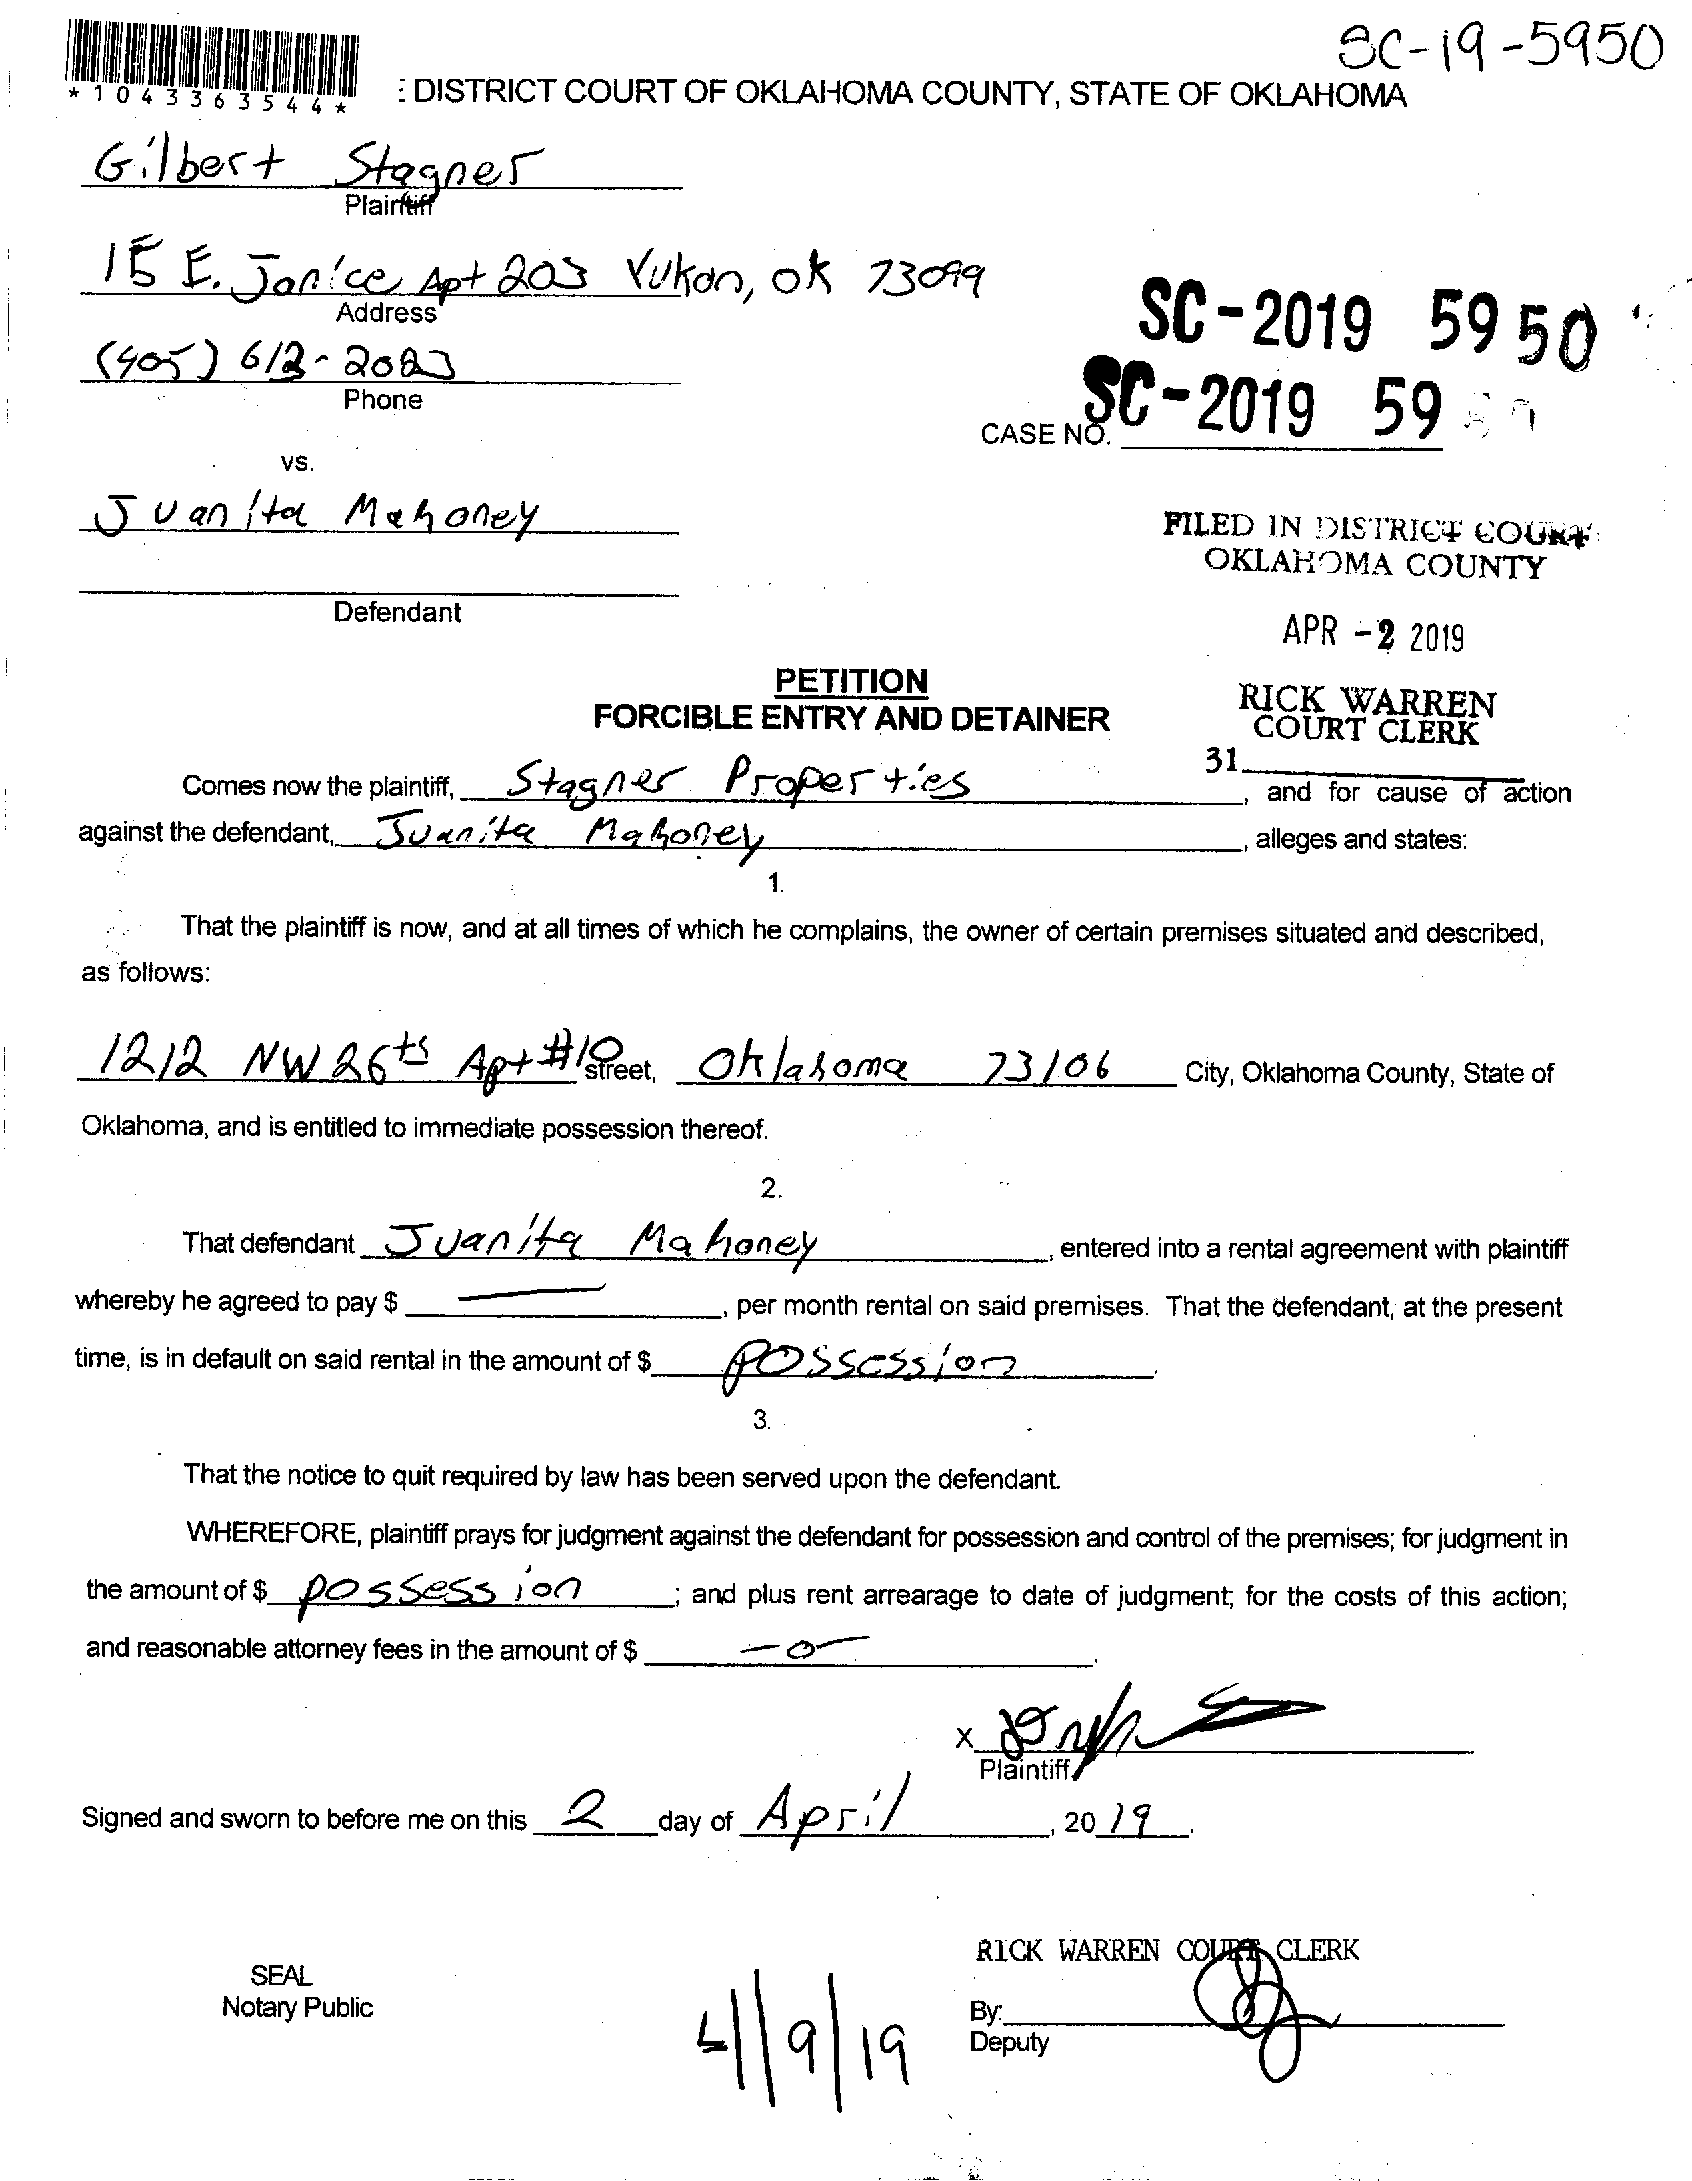 SC-19-5950
*1043363544*
: DISTRICT COURT OF OKLAHOMA COUNTY, STATE OF OKLAHOMA
Gilbert Stagner
Plaintiff
15 E. Janice Apt 203 Yukon, OK 73099
Address
(405) 612-2023
Phone
SC-2019 5950
SC-2019 59
CASE NO.
vs.
Juanita Mahoney
Defendant
FILED IN DISTRICT COURT
OKLAHOMA COUNTY
APR -2 2019
RICK WARREN
COURT CLERK
31
PETITION
FORCIBLE ENTRY AND DETAINER
Comes now the plaintiff, Stagner Properties, and for cause of action
against the defendant, Juanita Mahoney, alleges and states:
1.
That the plaintiff is now, and at all times of which he complains, the owner of certain premises situated and described,
as follows:
1212 NW 26th Apt #10 street, Oklahoma 73106 City, Oklahoma County, State of
Oklahoma, and is entitled to immediate possession thereof.
2.
That defendant Juanita Mahoney, entered into a rental agreement with plaintiff
whereby he agreed to pay $ —, per month rental on said premises. That the defendant, at the present
time, is in default on said rental in the amount of $ possession.
3.
That the notice to quit required by law has been served upon the defendant.
WHEREFORE, plaintiff prays for judgment against the defendant for possession and control of the premises; for judgment in
the amount of $ possession; and plus rent arrearage to date of judgment; for the costs of this action;
and reasonable attorney fees in the amount of $ -0-.
X
Plaintiff
Signed and sworn to before me on this 2 day of April, 20 19.
RICK WARREN COURT CLERK
SEAL
Notary Public
By:
Deputy
4/9/19